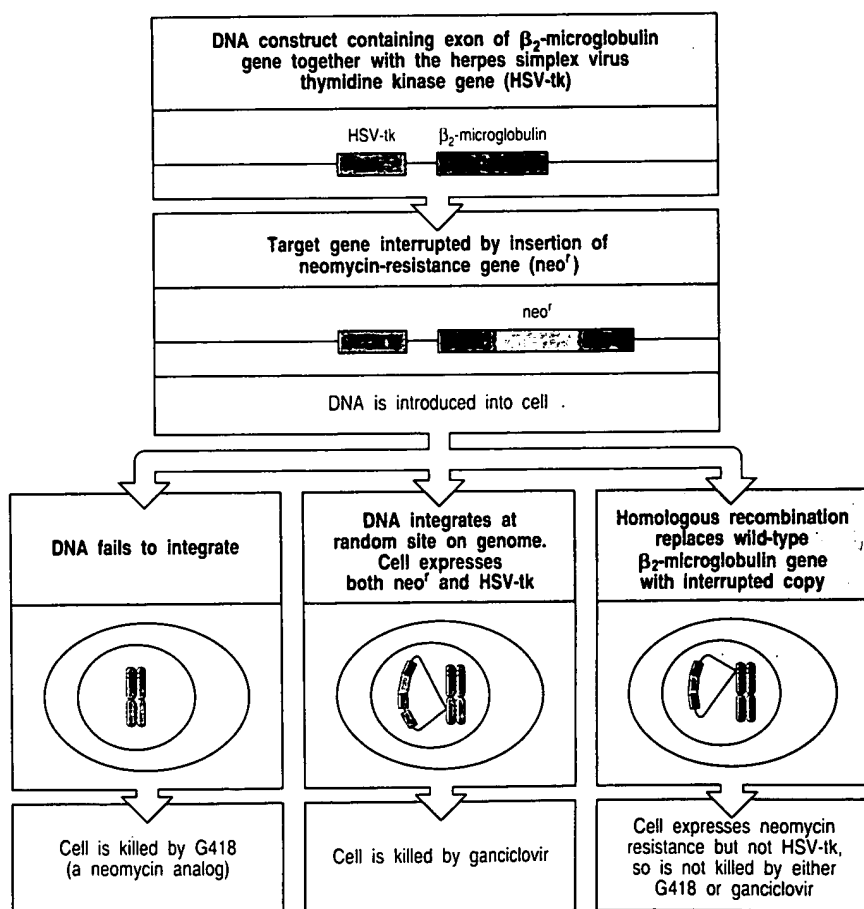 DNA construct containing exon of β₂-microglobulin
gene together with the herpes simplex virus
thymidine kinase gene (HSV-tk)
HSV-tk
β₂-microglobulin
Target gene interrupted by insertion of
neomycin-resistance gene (neoʳ)
neoʳ
DNA is introduced into cell
DNA fails to integrate
Cell is killed by G418
(a neomycin analog)
DNA integrates at
random site on genome.
Cell expresses
both neoʳ and HSV-tk
Cell is killed by ganciclovir
Homologous recombination
replaces wild-type
β₂-microglobulin gene
with interrupted copy
Cell expresses neomycin
resistance but not HSV-tk,
so is not killed by either
G418 or ganciclovir